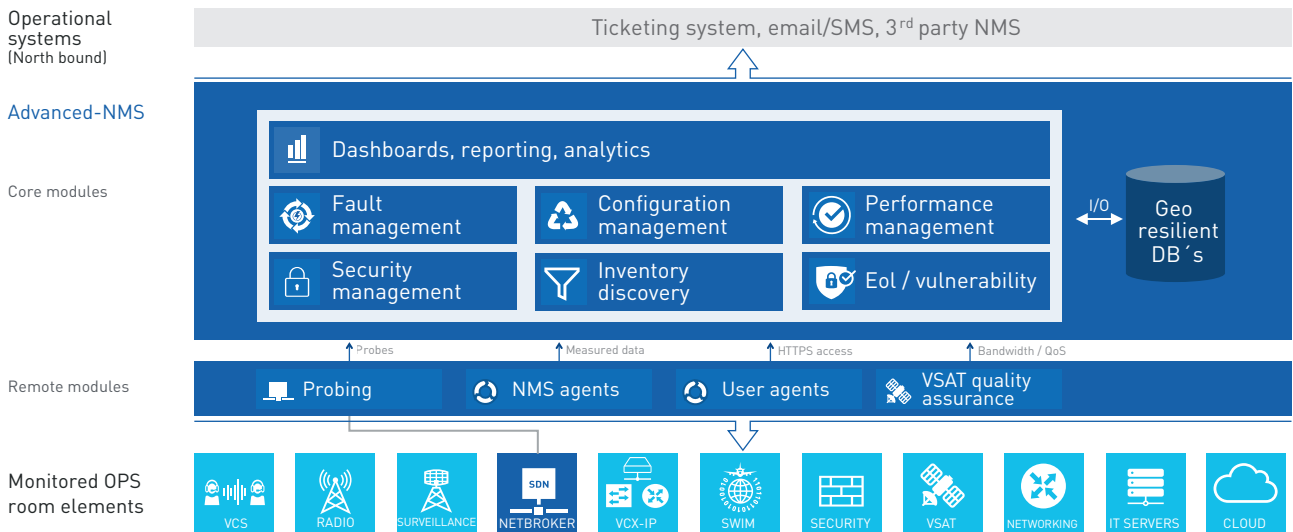 Operational
systems
(North bound)
Ticketing system, email/SMS, 3rd party NMS
Advanced-NMS
Dashboards, reporting, analytics
Core modules
Fault
management
Configuration
management
Performance
management
Security
management
Inventory
discovery
Eol / vulnerability
I/O
Geo
resilient
DB´s
Probes
Measured data
HTTPS access
Bandwidth / QoS
Remote modules
Probing
NMS agents
User agents
VSAT quality
assurance
Monitored OPS
room elements
VCS
RADIO
SURVEILLANCE
SDN
NETBROKER
VCX-IP
SWIM
SECURITY
VSAT
NETWORKING
IT SERVERS
CLOUD